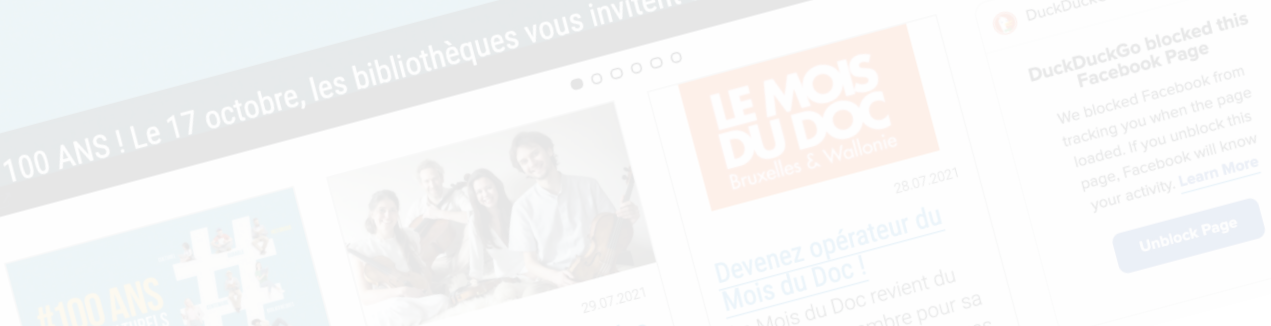 100 ANS ! Le 17 octobre, les bibliothèques vous invitent
#100 ANS
29.07.2021
LE MOIS
DU DOC
Bruxelles & Wallonie
28.07.2021
Devenez opérateur du
Mois du Doc !
Mois du Doc revient du
pour sa
DuckDuckGo blocked this
Facebook Page
We blocked Facebook from
tracking you when the page
loaded. If you unblock this
page, Facebook will know
your activity. Learn More
Unblock Page